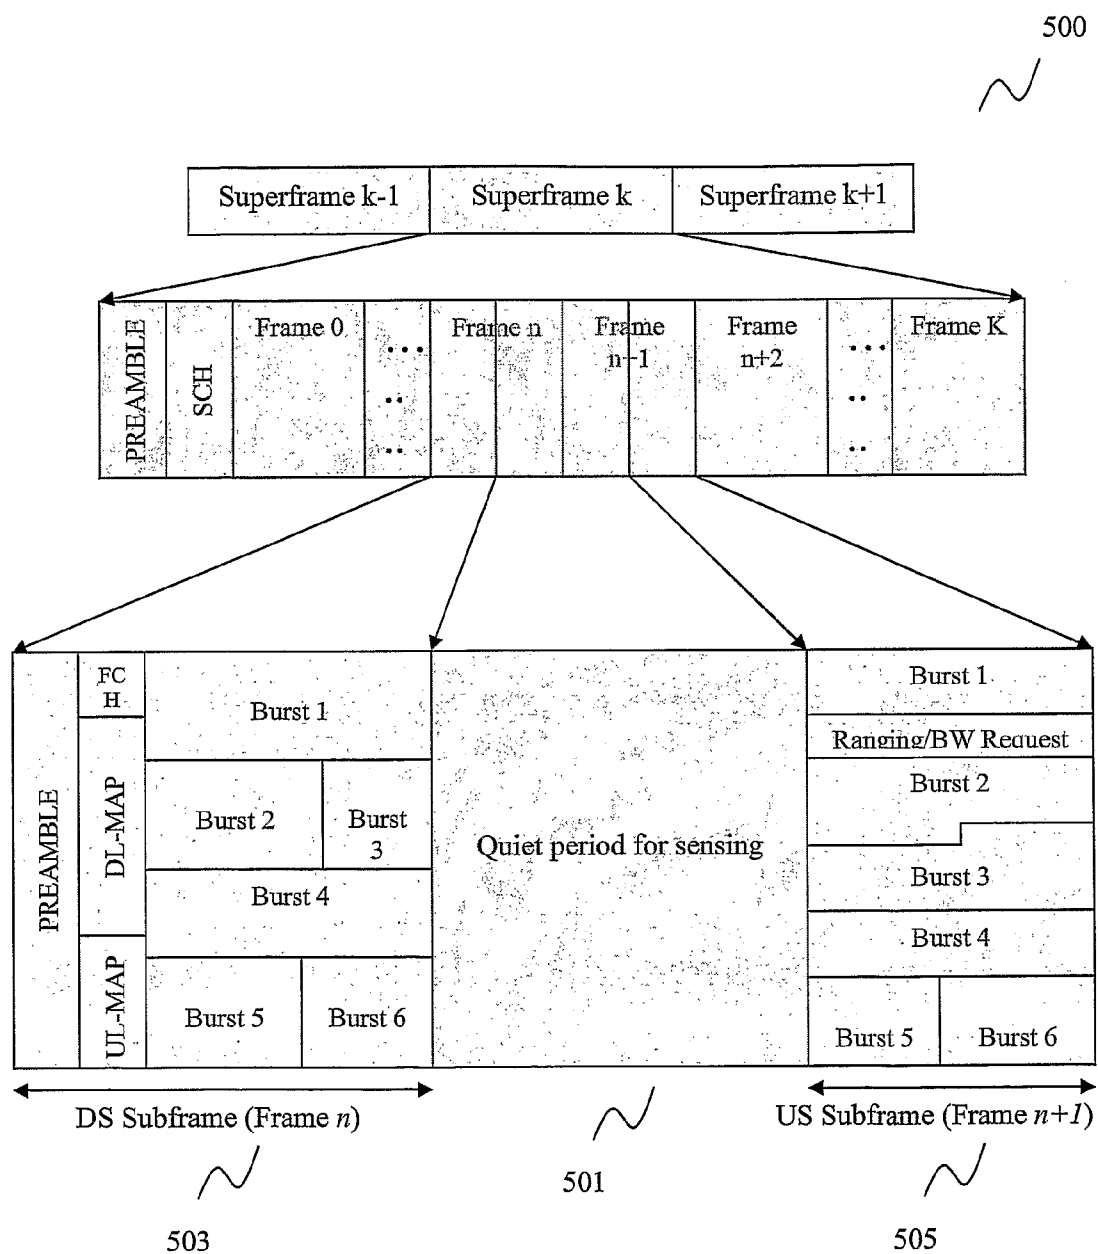 500
Superframe k-1 Superframe k Superframe k+1
PREAMBLE
SCH
Frame 0
Frame n
Frame
n+1
Frame
n+2
Frame K
PREAMBLE
FC
H
DL-MAP
UL-MAP
Burst 1
Burst 2
Burst
3
Burst 4
Burst 5
Burst 6
Quiet period for sensing
Burst 1
Ranging/BW Request
Burst 2
Burst 3
Burst 4
Burst 5
Burst 6
DS Subframe (Frame n)
US Subframe (Frame n+1)
501
503
505